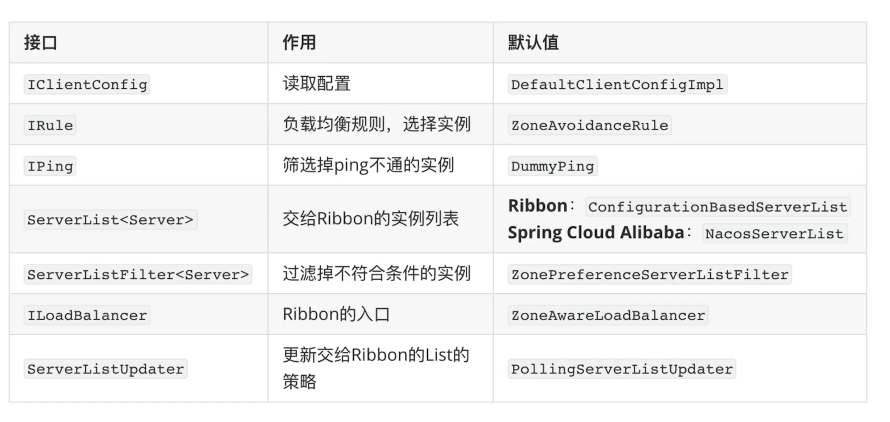 接口 作用 默认值
IClientConfig 读取配置 DefaultClientConfigImpl
IRule 负载均衡规则，选择实例 ZoneAvoidanceRule
IPing 筛选掉ping不通的实例 DummyPing
ServerList<Server> 交给Ribbon的实例列表 Ribbon： ConfigurationBasedServerList
Spring Cloud Alibaba： NacosServerList
ServerListFilter<Server> 过滤掉不符合条件的实例 ZonePreferenceServerListFilter
ILoadBalancer Ribbon的入口 ZoneAwareLoadBalancer
ServerListUpdater 更新交给Ribbon的List的
策略 PollingServerListUpdater